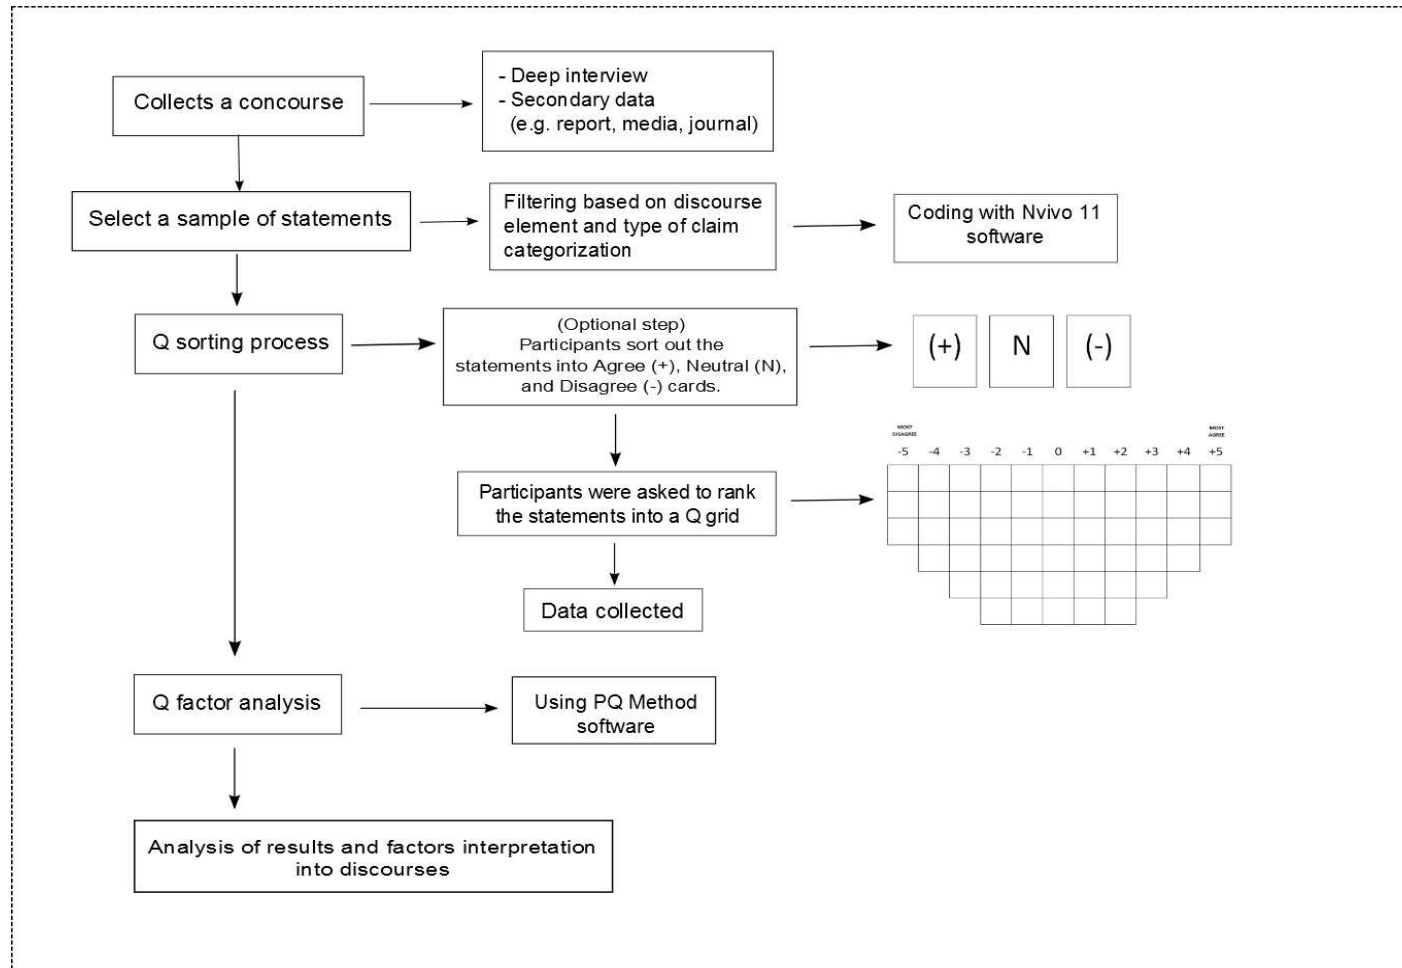 Collects a concourse
- Deep interview
- Secondary data
(e.g. report, media, journal)
Select a sample of statements
Filtering based on discourse
element and type of claim
categorization
Coding with Nvivo 11
software
Q sorting process
(Optional step)
Participants sort out the
statements into Agree (+), Neutral (N),
and Disagree (-) cards.
(+)
N
(-)
MOST
DISAGREE
MOST
AGREE
-5 -4 -3 -2 -1 0 +1 +2 +3 +4 +5
Participants were asked to rank
the statements into a Q grid
Data collected
Q factor analysis
Using PQ Method
software
Analysis of results and factors interpretation
into discourses